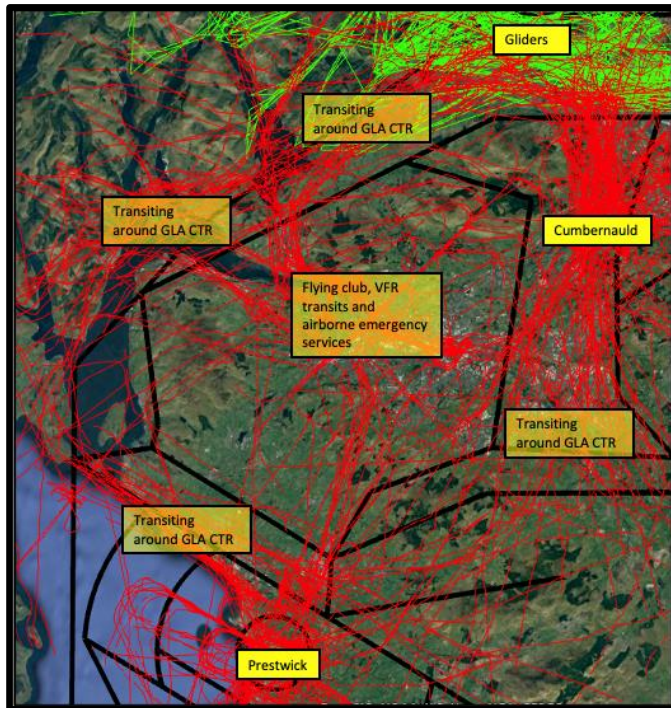 Gliders
Transiting
around GLA CTR
Transiting
around GLA CTR
Cumbernauld
Flying club, VFR
transits and
airborne emergency
services
Transiting
around GLA CTR
Transiting
around GLA CTR
Prestwick